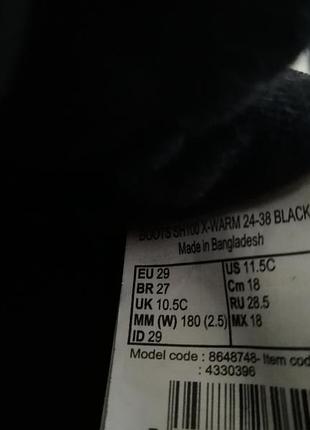 BOOTS SH100 X-WARM 24-38 BLACK
Made in Bangladesh
EU 29 US 11.5C
BR 27 Cm 18
UK 10.5C RU 28.5
MM (W) 180 (2.5) MX 18
ID 29
Model code : 8648748- Item cod
: 4330396